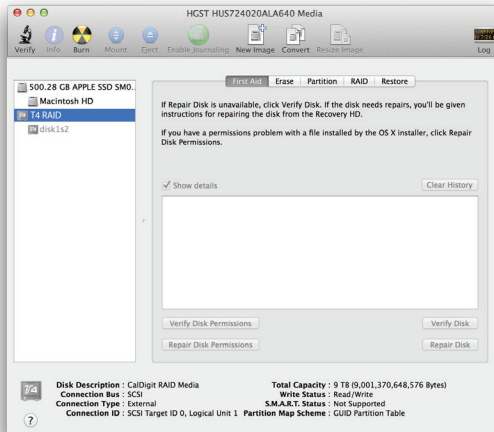 HGST HUS724020ALA640 Media
Verify Info Burn Mount Eject Enable Journaling New Image Convert Resize Image Log
First Aid Erase Partition RAID Restore
500.28 GB APPLE SSD SM0..
Macintosh HD
T4 RAID
disk1s2
If Repair Disk is unavailable, click Verify Disk. If the disk needs repairs, you'll be given
instructions for repairing the disk from the Recovery HD.
If you have a permissions problem with a file installed by the OS X installer, click Repair
Disk Permissions.
Show details Clear History
Verify Disk Permissions Verify Disk
Repair Disk Permissions Repair Disk
T4
Disk Description : CalDigit RAID Media Total Capacity : 9 TB (9,001,370,648,576 Bytes)
Connection Bus : SCSI Write Status : Read/Write
Connection Type : External S.M.A.R.T. Status : Not Supported
Connection ID : SCSI Target ID 0, Logical Unit 1 Partition Map Scheme : GUID Partition Table
?